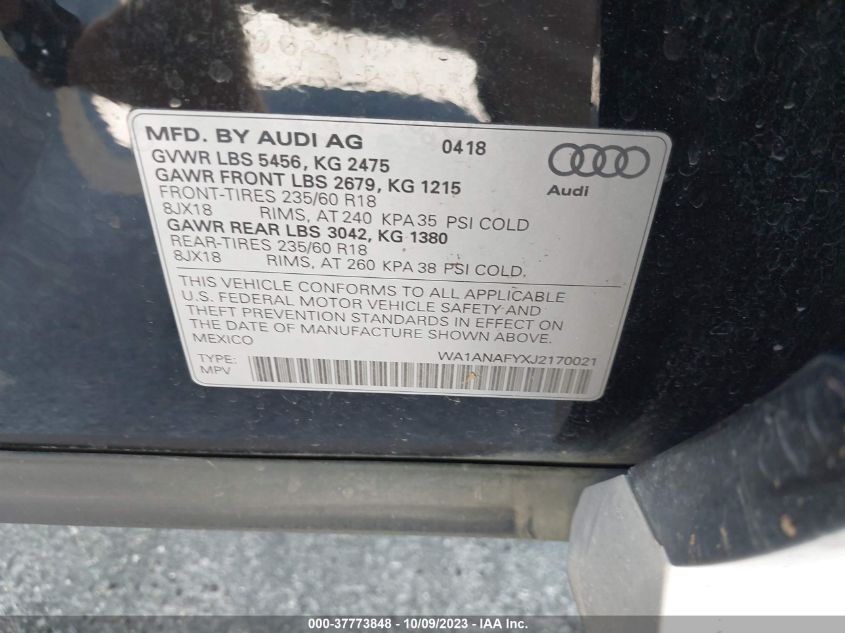 MFD. BY AUDI AG 0418
GVWR LBS 5456, KG 2475
GAWR FRONT LBS 2679, KG 1215
FRONT-TIRES 235/60 R18
8JX18 RIMS, AT 240 KPA 35 PSI COLD
GAWR REAR LBS 3042, KG 1380
REAR-TIRES 235/60 R18
8JX18 RIMS, AT 260 KPA 38 PSI COLD.
Audi
THIS VEHICLE CONFORMS TO ALL APPLICABLE
U.S. FEDERAL MOTOR VEHICLE SAFETY AND
THEFT PREVENTION STANDARDS IN EFFECT ON
THE DATE OF MANUFACTURE SHOWN ABOVE.
MEXICO
WA1ANAFYXJ2170021
TYPE:
MPV
000-37773848 - 10/09/2023 - IAAI.COM